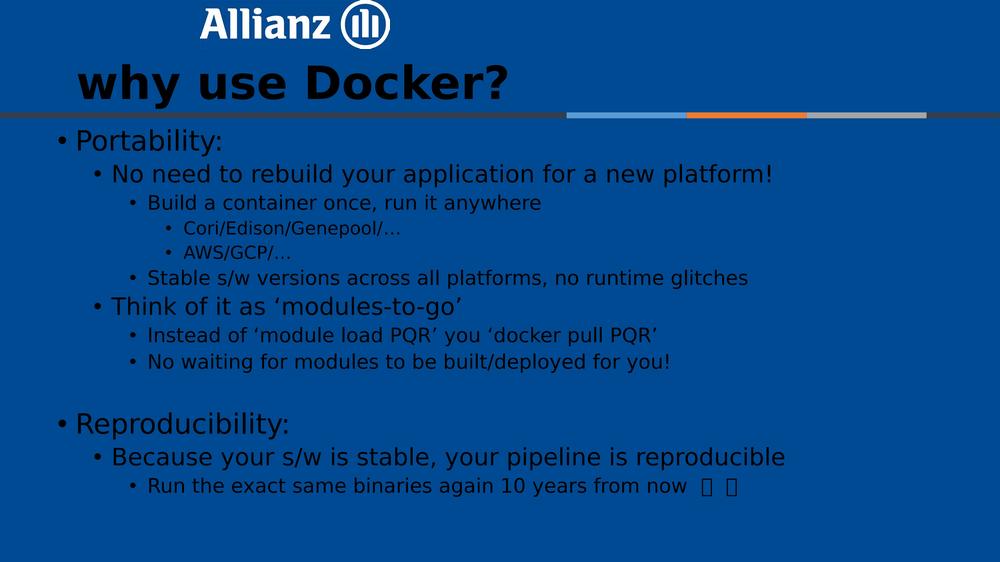 Allianz
why use Docker?
• Portability:
• No need to rebuild your application for a new platform!
• Build a container once, run it anywhere
• Cori/Edison/Genepool/…
• AWS/GCP/…
• Stable s/w versions across all platforms, no runtime glitches
• Think of it as ‘modules-to-go’
• Instead of ‘module load PQR’ you ‘docker pull PQR’
• No waiting for modules to be built/deployed for you!
• Reproducibility:
• Because your s/w is stable, your pipeline is reproducible
• Run the exact same binaries again 10 years from now